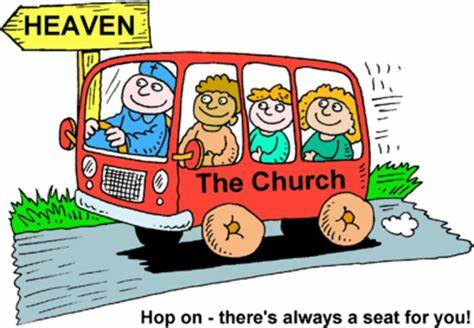 HEAVEN
The Church
Hop on - there's always a seat for you!